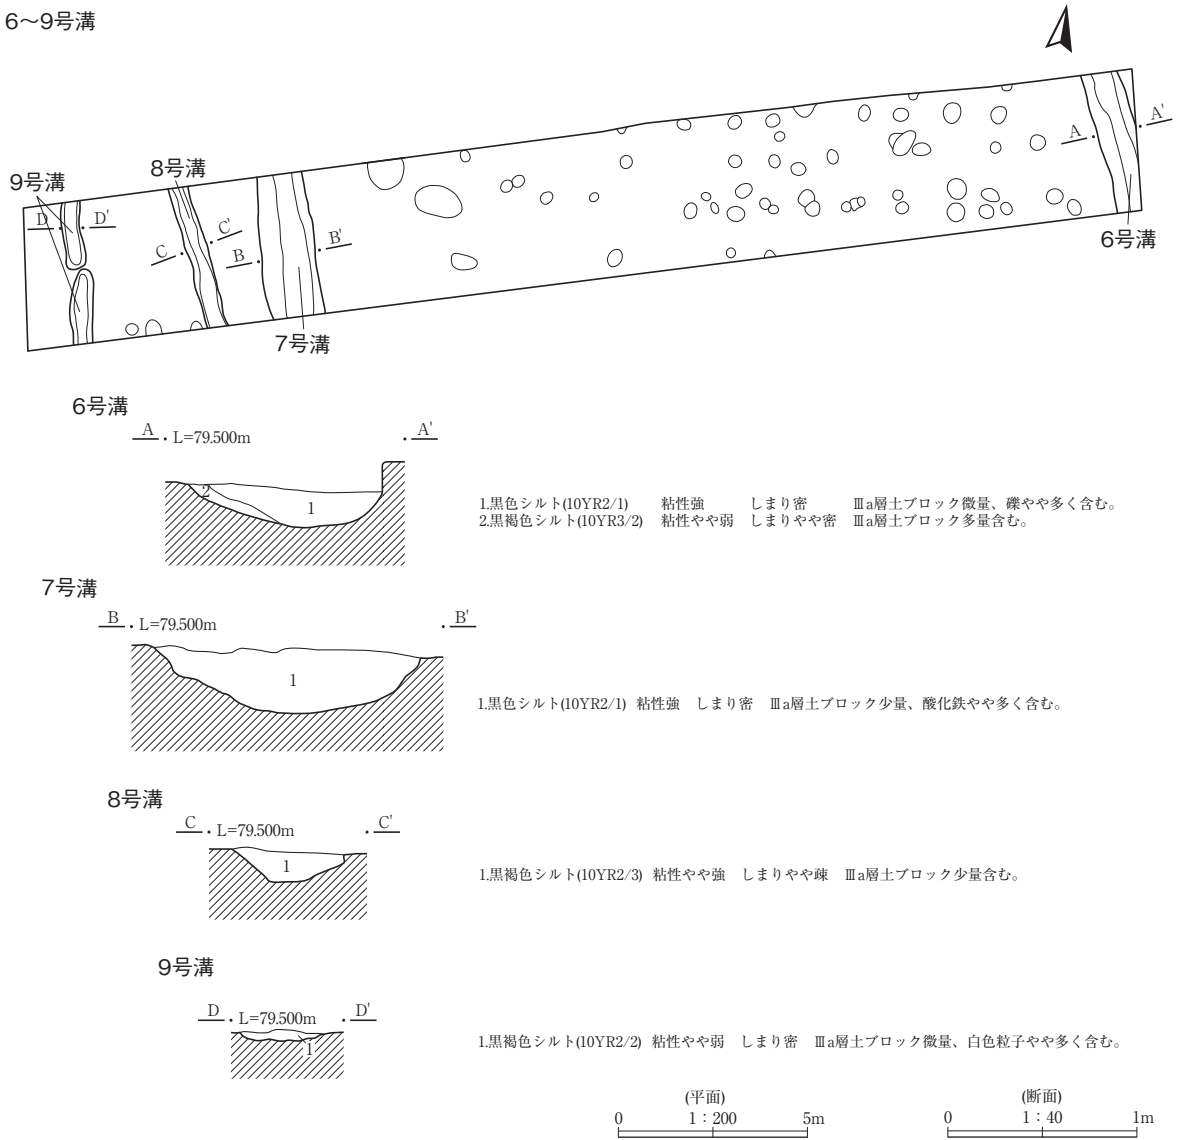 6～9号溝
A A'
8号溝
9号溝
D D'
C C'
B B'
6号溝
7号溝
6号溝
A L=79.500m A'
2
1
1.黒色シルト(10YR2/1) 粘性強 しまり密 Ⅲa層土ブロック微量、礫やや多く含む。
2.黒褐色シルト(10YR3/2) 粘性やや弱 しまりやや密 Ⅲa層土ブロック多量含む。
7号溝
B L=79.500m B'
1
1.黒色シルト(10YR2/1) 粘性強 しまり密 Ⅲa層土ブロック少量、酸化鉄やや多く含む。
8号溝
C L=79.500m C'
1
1.黒褐色シルト(10YR2/3) 粘性やや強 しまりやや疎 Ⅲa層土ブロック少量含む。
9号溝
D L=79.500m D'
1
1.黒褐色シルト(10YR2/2) 粘性やや弱 しまり密 Ⅲa層土ブロック微量、白色粒子やや多く含む。
(平面) (断面)
0 1：200 5m 0 1：40 1m